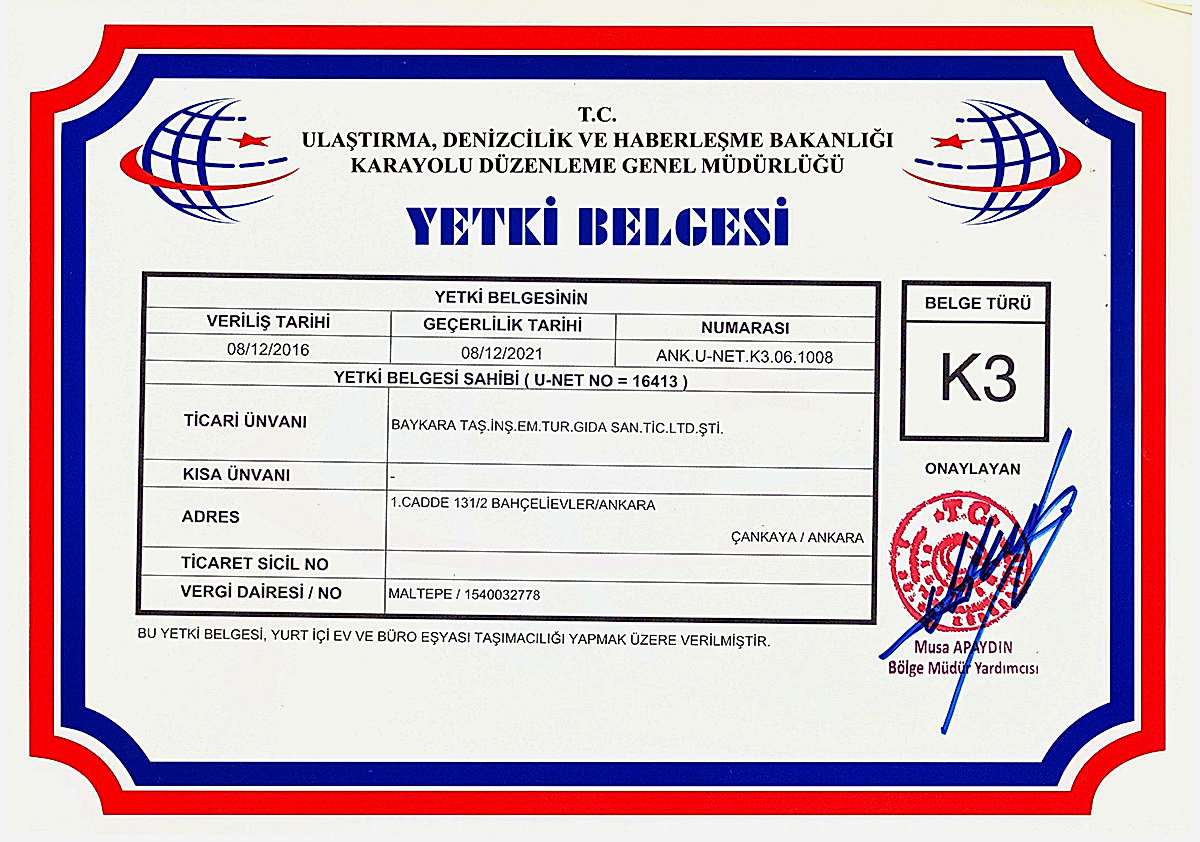 T.C.
ULAŞTIRMA, DENİZCİLİK VE HABERLEŞME BAKANLIĞI
KARAYOLU DÜZENLEME GENEL MÜDÜRLÜĞÜ
YETKİ BELGESİ
YETKİ BELGESİNİN
VERİLİŞ TARİHİ GEÇERLİLİK TARİHİ NUMARASI
08/12/2016 08/12/2021 ANK.U-NET.K3.06.1008
YETKİ BELGESİ SAHİBİ ( U-NET NO = 16413 )
TİCARİ ÜNVANI BAYKARA TAŞ.İNŞ.EM.TUR.GIDA SAN.TİC.LTD.ŞTİ.
KISA ÜNVANI -
ADRES 1.CADDE 131/2 BAHÇELİEVLER/ANKARA
ÇANKAYA / ANKARA
TİCARET SİCİL NO
VERGİ DAİRESİ / NO MALTEPE / 1540032778
BU YETKİ BELGESİ, YURT İÇİ EV VE BÜRO EŞYASI TAŞIMACILIĞI YAPMAK ÜZERE VERİLMİŞTİR.
BELGE TÜRÜ
K3
ONAYLAYAN
T.C.
Musa APAYDIN
Bölge Müdür Yardımcısı